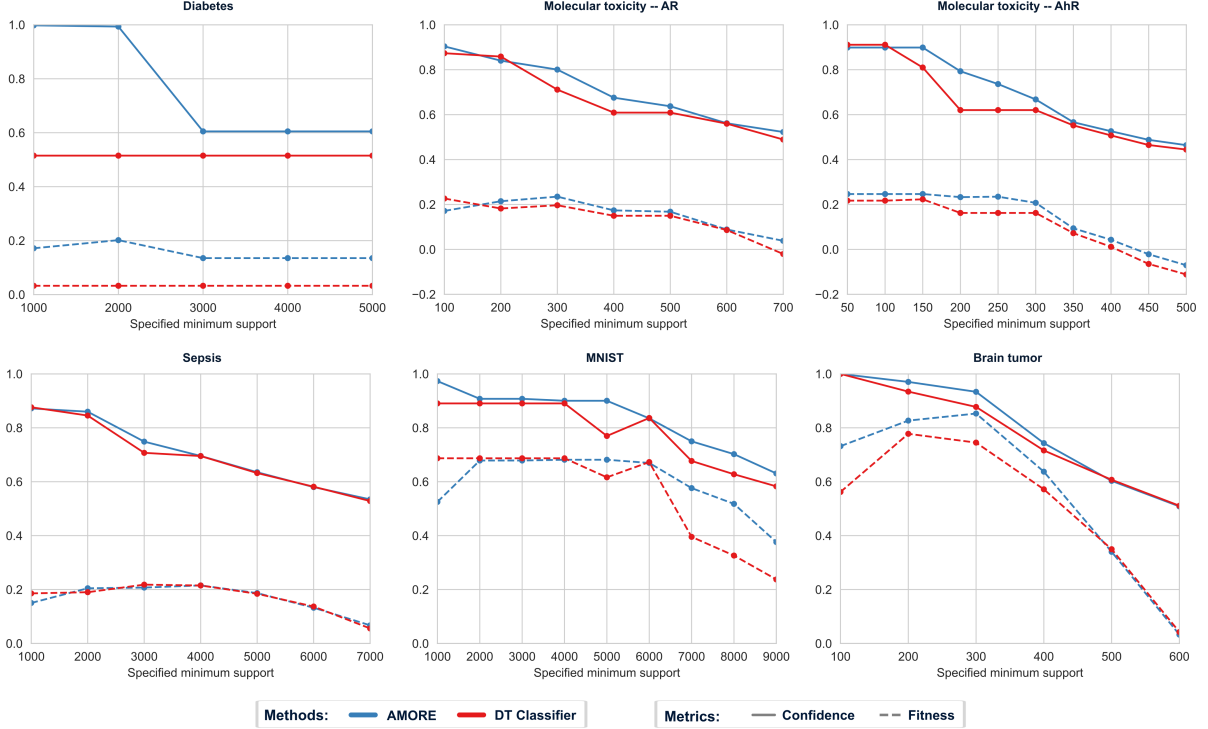 Diabetes
1.0
0.8
0.6
0.4
0.2
0.0
1000 2000 3000 4000 5000
Specified minimum support
Molecular toxicity -- AR
1.0
0.8
0.6
0.4
0.2
0.0
−0.2
100 200 300 400 500 600 700
Specified minimum support
Molecular toxicity -- AhR
1.0
0.8
0.6
0.4
0.2
0.0
−0.2
50 100 150 200 250 300 350 400 450 500
Specified minimum support
Sepsis
1.0
0.8
0.6
0.4
0.2
0.0
1000 2000 3000 4000 5000 6000 7000
Specified minimum support
MNIST
1.0
0.8
0.6
0.4
0.2
0.0
1000 2000 3000 4000 5000 6000 7000 8000 9000
Specified minimum support
Brain tumor
1.0
0.8
0.6
0.4
0.2
0.0
100 200 300 400 500 600
Specified minimum support
Methods: AMORE DT Classifier
Metrics: Confidence Fitness